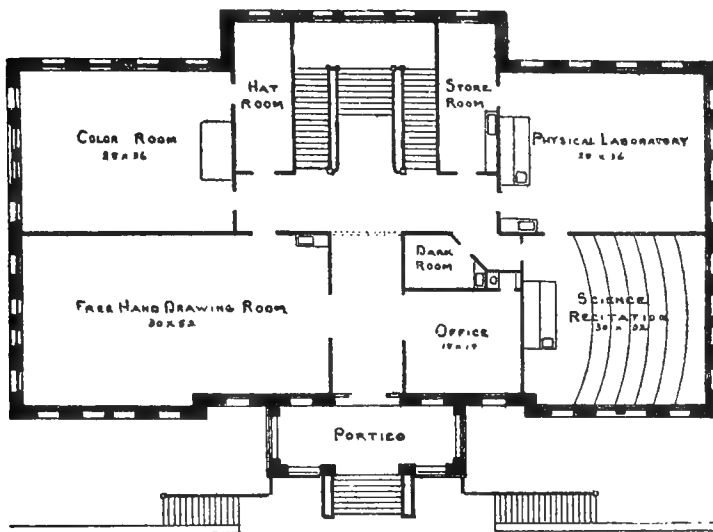 HAT
ROOM
STORE
ROOM
COLOR ROOM
28 x 36
PHYSICAL LABORATORY
28 x 36
DARK
ROOM
FREE HAND DRAWING ROOM
30 x 52
SCIENCE
RECITATION
30 x 32
OFFICE
PORTICO